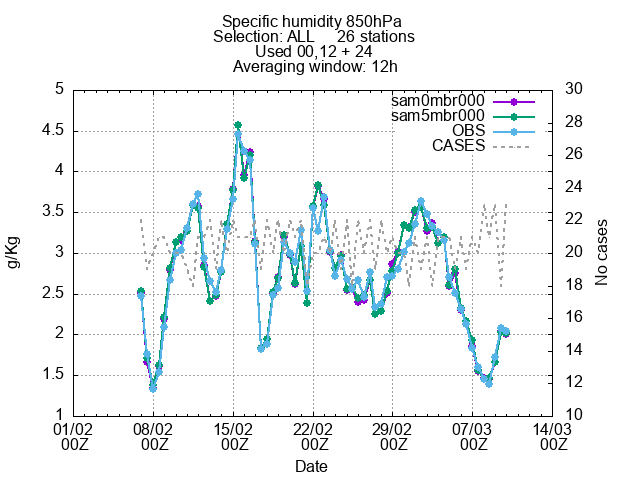 Specific humidity 850hPa
Selection: ALL 26 stations
Used 00,12 + 24
Averaging window: 12h
sam0mbr000
sam5mbr000
OBS
CASES
g/Kg
5
4.5
4
3.5
3
2.5
2
1.5
1
No cases
30
28
26
24
22
20
18
16
14
12
10
01/02 08/02 15/02 22/02 29/02 07/03 14/03
00Z 00Z 00Z 00Z 00Z 00Z 00Z
Date